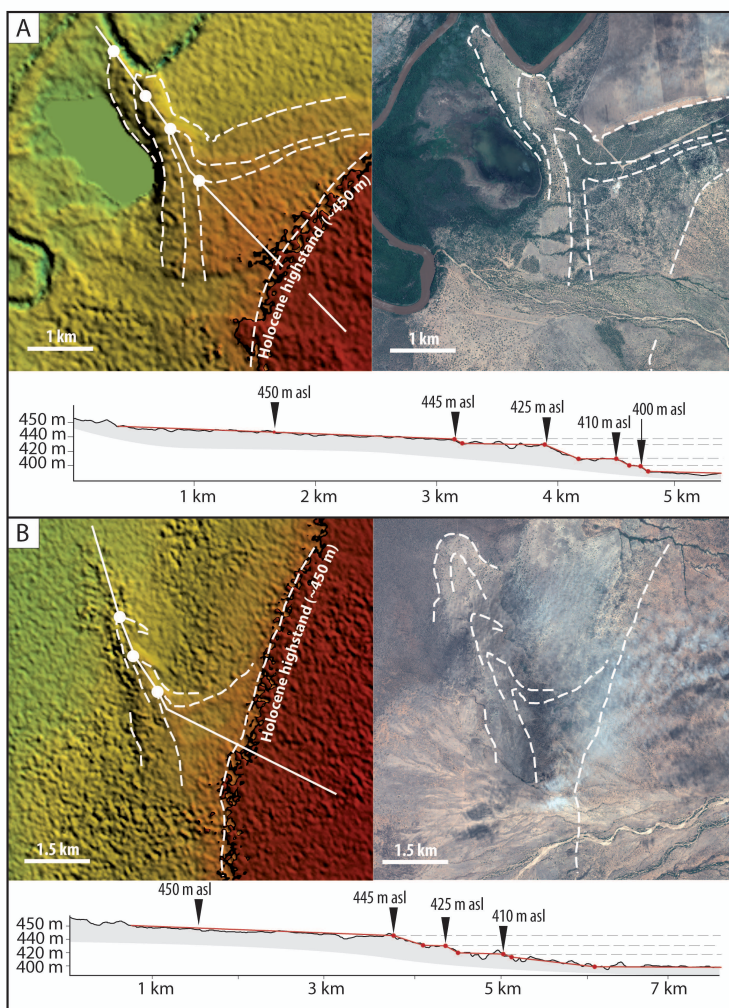 A
Holocene highstand (~450 m)
1 km
1 km
450 m asl
445 m asl
425 m asl
410 m asl
400 m asl
450 m
440 m
420 m
400 m
1 km
2 km
3 km
4 km
5 km
B
Holocene highstand (~450 m)
1.5 km
1.5 km
450 m asl
445 m asl
425 m asl
410 m asl
450 m
440 m
420 m
400 m
1 km
3 km
5 km
7 km